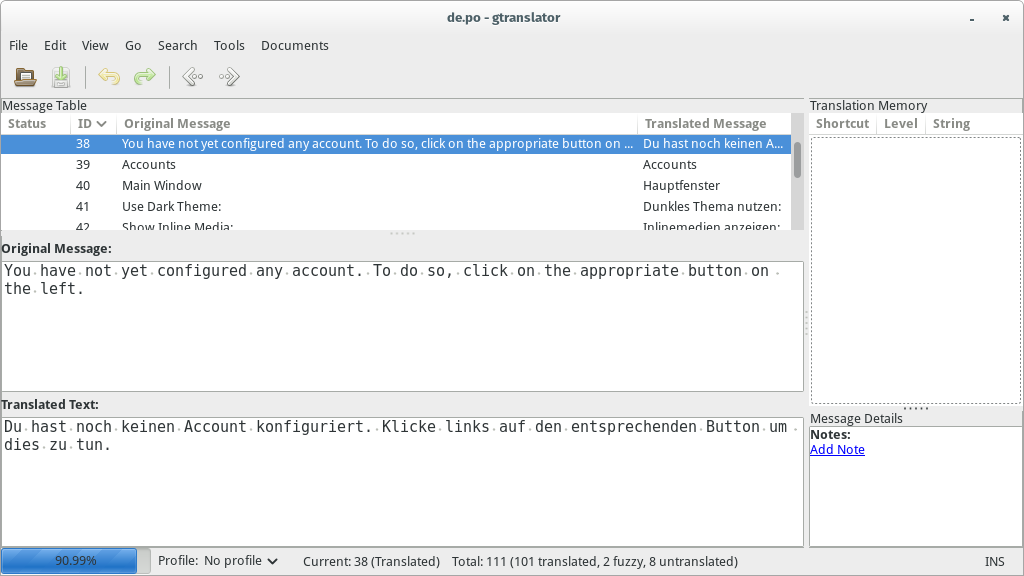 de.po - gtranslator
File Edit View Go Search Tools Documents
Message Table
Status ID Original Message Translated Message
38 You have not yet configured any account. To do so, click on the appropriate button on ... Du hast noch keinen A...
39 Accounts Accounts
40 Main Window Hauptfenster
41 Use Dark Theme: Dunkles Thema nutzen:
42 Show Inline Media: Inlinemedien anzeigen:
Translation Memory
Shortcut Level String
Original Message:
You·have·not·yet·configured·any·account.·To·do·so,·click·on·the·appropriate·button·on·
the·left.
Translated Text:
Du·hast·noch·keinen·Account·konfiguriert.·Klicke·links·auf·den·entsprechenden·Button·um·
dies·zu·tun.
Message Details
Notes:
Add Note
90.99% Profile: No profile Current: 38 (Translated) Total: 111 (101 translated, 2 fuzzy, 8 untranslated) INS